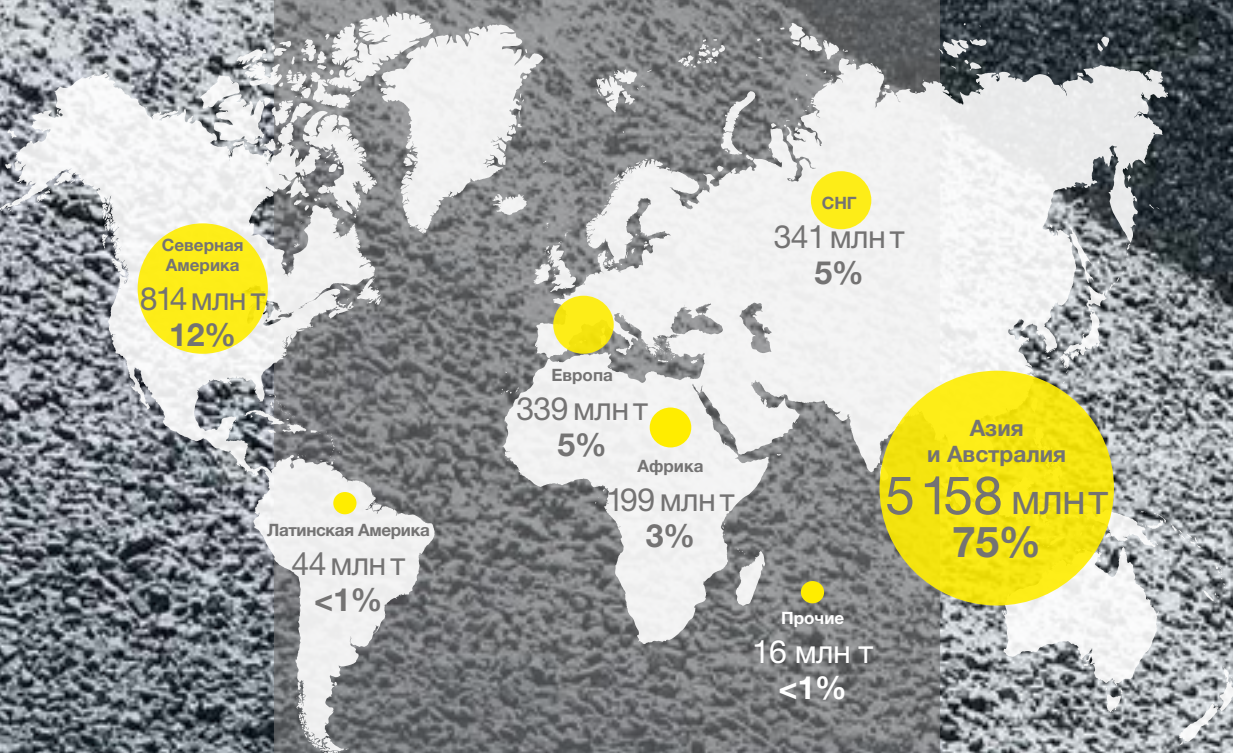 Северная
Америка
814 млн т
12%
СНГ
341 млн т
5%
Европа
339 млн т
5%
Африка
199 млн т
3%
Азия
и Австралия
5 158 млн т
75%
Латинская Америка
44 млн т
<1%
Прочие
16 млн т
<1%